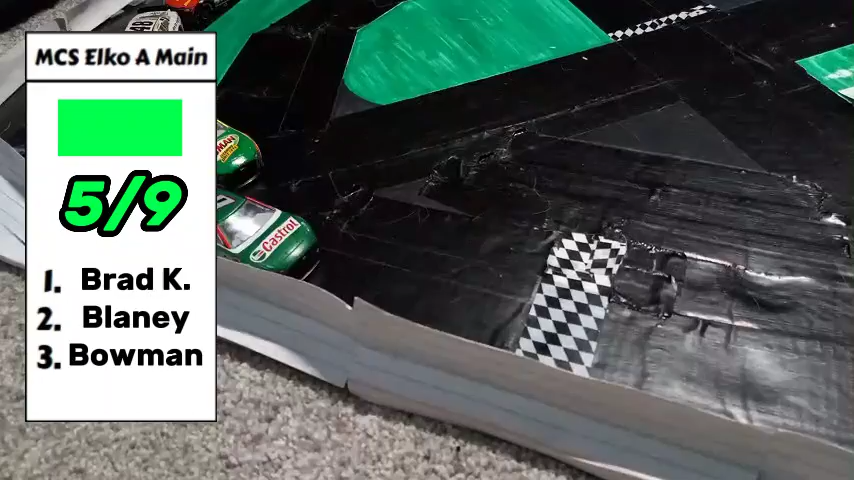 MCS Elko A Main
5/9
1. Brad K.
2. Blaney
3. Bowman
Castrol